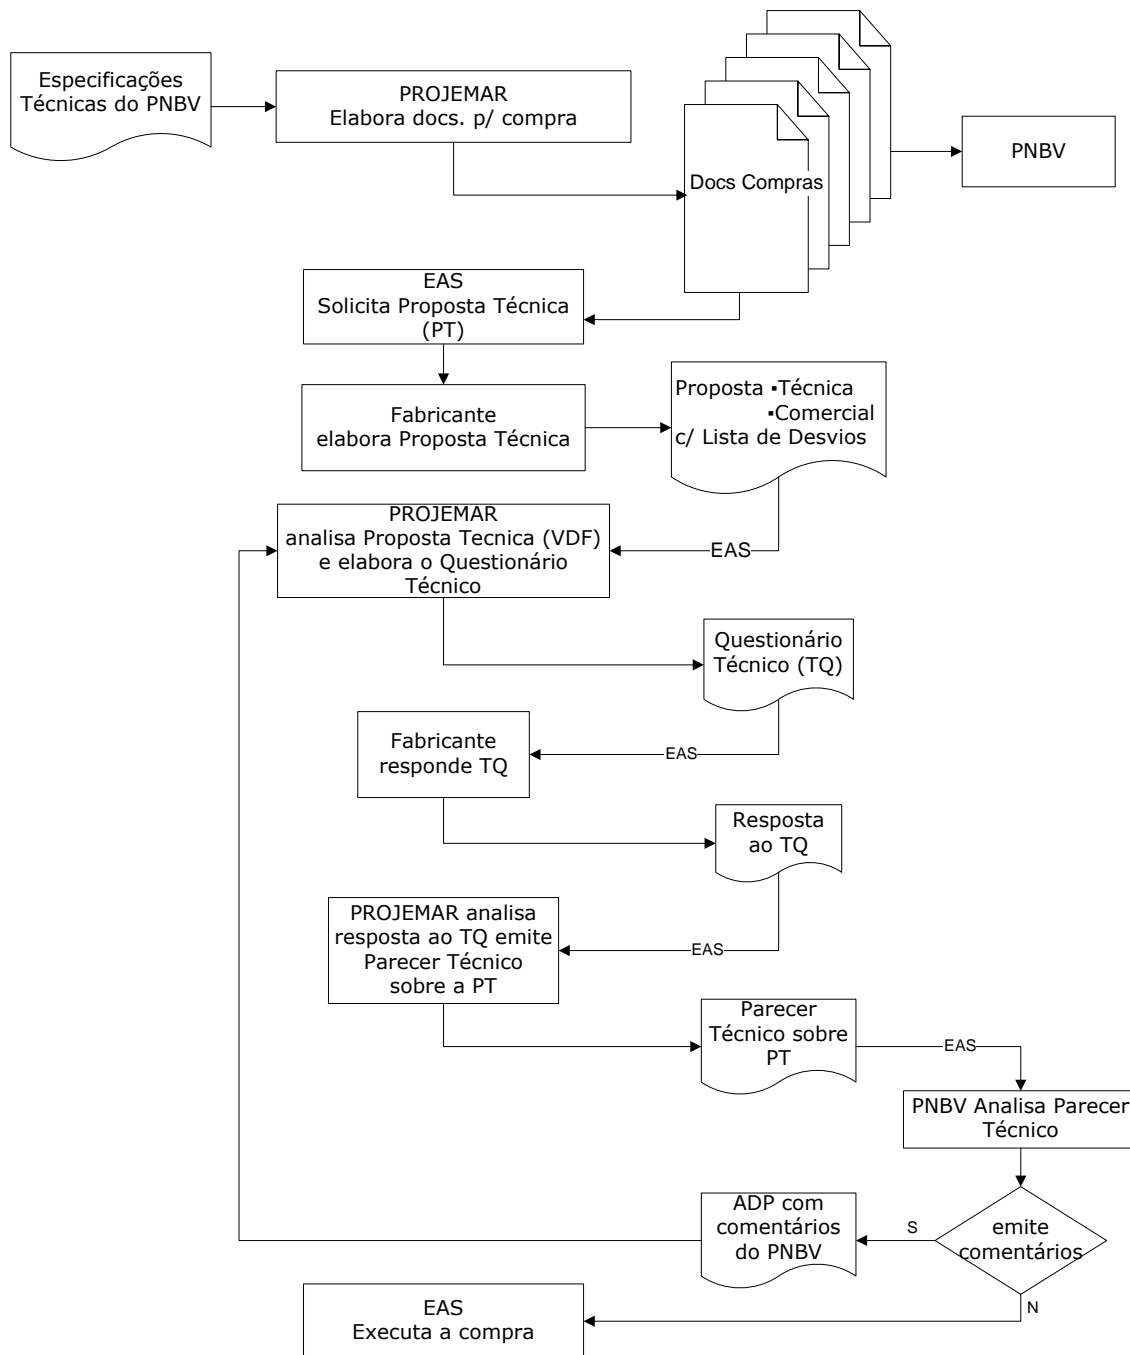 Especificações
Técnicas do PNBV
PROJEMAR
Elabora docs. p/ compra
Docs Compras
PNBV
EAS
Solicita Proposta Técnica
(PT)
Fabricante
elabora Proposta Técnica
Proposta ▪Técnica
▪Comercial
c/ Lista de Desvios
PROJEMAR
analisa Proposta Tecnica (VDF)
e elabora o Questionário
Técnico
EAS
Questionário
Técnico (TQ)
Fabricante
responde TQ
EAS
Resposta
ao TQ
PROJEMAR analisa
resposta ao TQ emite
Parecer Técnico
sobre a PT
EAS
Parecer
Técnico sobre
PT
EAS
PNBV Analisa Parecer
Técnico
ADP com
comentários
do PNBV
S
emite
comentários
N
EAS
Executa a compra